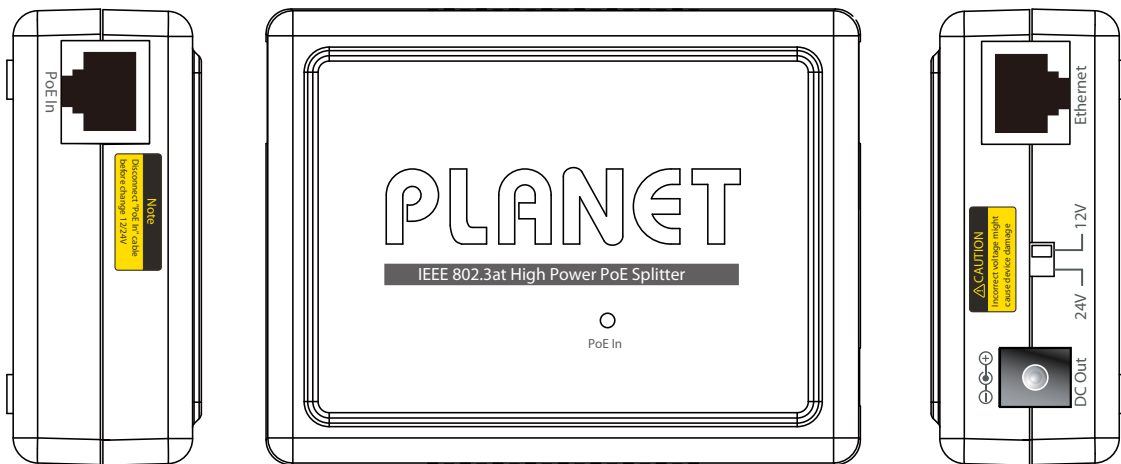 PoE In
Note
Disconnect "PoE In" cable
before change 12/24V
PLANET
IEEE 802.3at High Power PoE Splitter
PoE In
Ethernet
12V
24V
⚠CAUTION
Incorrect voltage might
cause device damage
DC Out